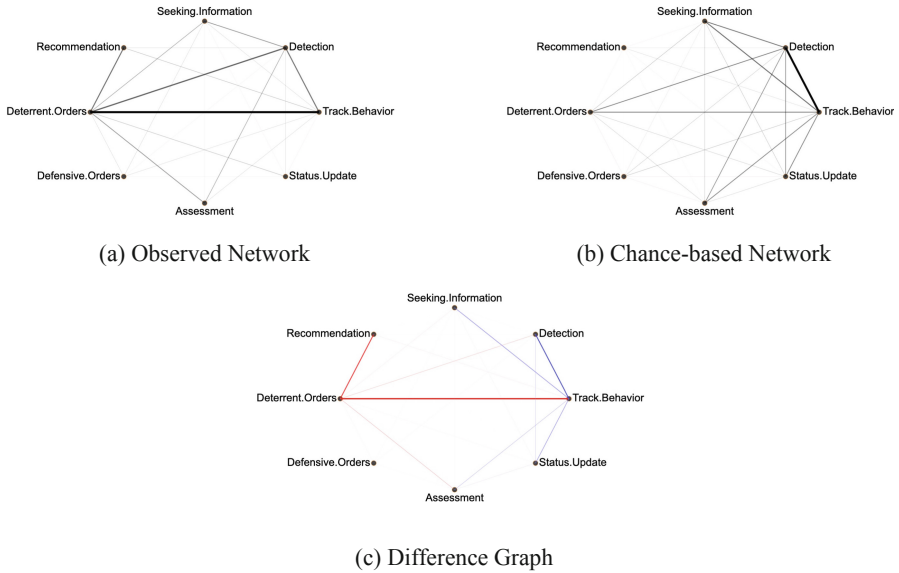 Seeking.Information
Recommendation
Detection
Deterrent.Orders
Track.Behavior
Defensive.Orders
Status.Update
Assessment
(a) Observed Network
Seeking.Information
Recommendation
Detection
Deterrent.Orders
Track.Behavior
Defensive.Orders
Status.Update
Assessment
(b) Chance-based Network
Seeking.Information
Recommendation
Detection
Deterrent.Orders
Track.Behavior
Defensive.Orders
Status.Update
Assessment
(c) Difference Graph